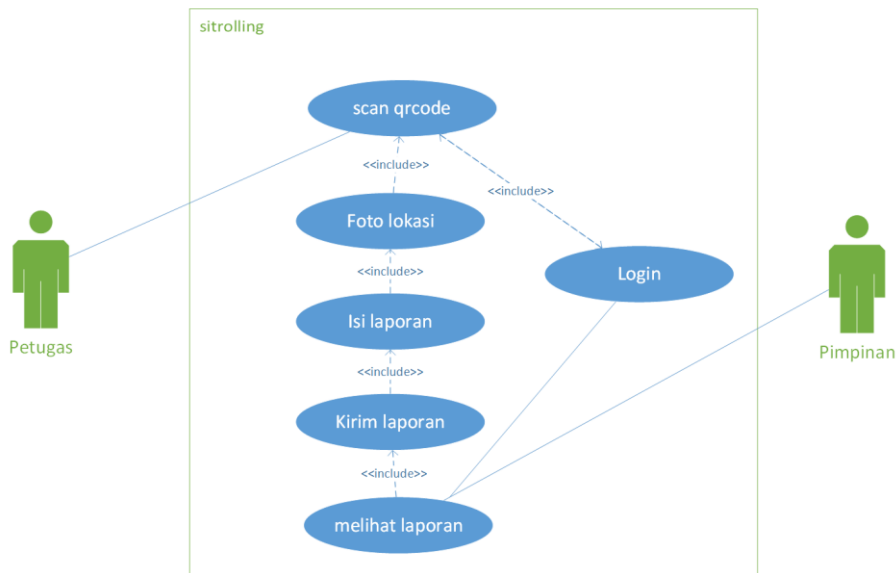 sitrolling
scan qrcode
<<include>>
<<include>>
Foto lokasi
<<include>>
Login
Isi laporan
Petugas
Pimpinan
<<include>>
Kirim laporan
<<include>>
melihat laporan